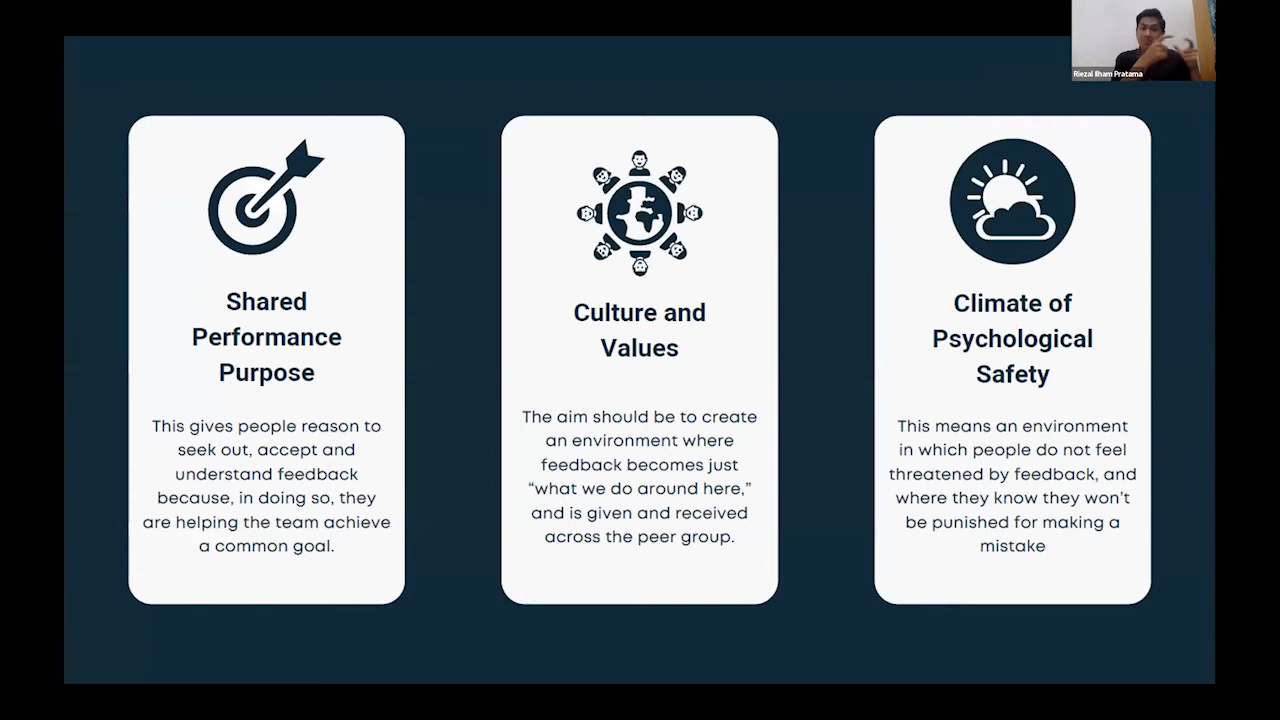 Riezal Ilham Pratama
Shared
Performance
Purpose
This gives people reason to
seek out, accept and
understand feedback
because, in doing so, they
are helping the team achieve
a common goal.
Culture and
Values
The aim should be to create
an environment where
feedback becomes just
“what we do around here,”
and is given and received
across the peer group.
Climate of
Psychological
Safety
This means an environment
in which people do not feel
threatened by feedback, and
where they know they won’t
be punished for making a
mistake